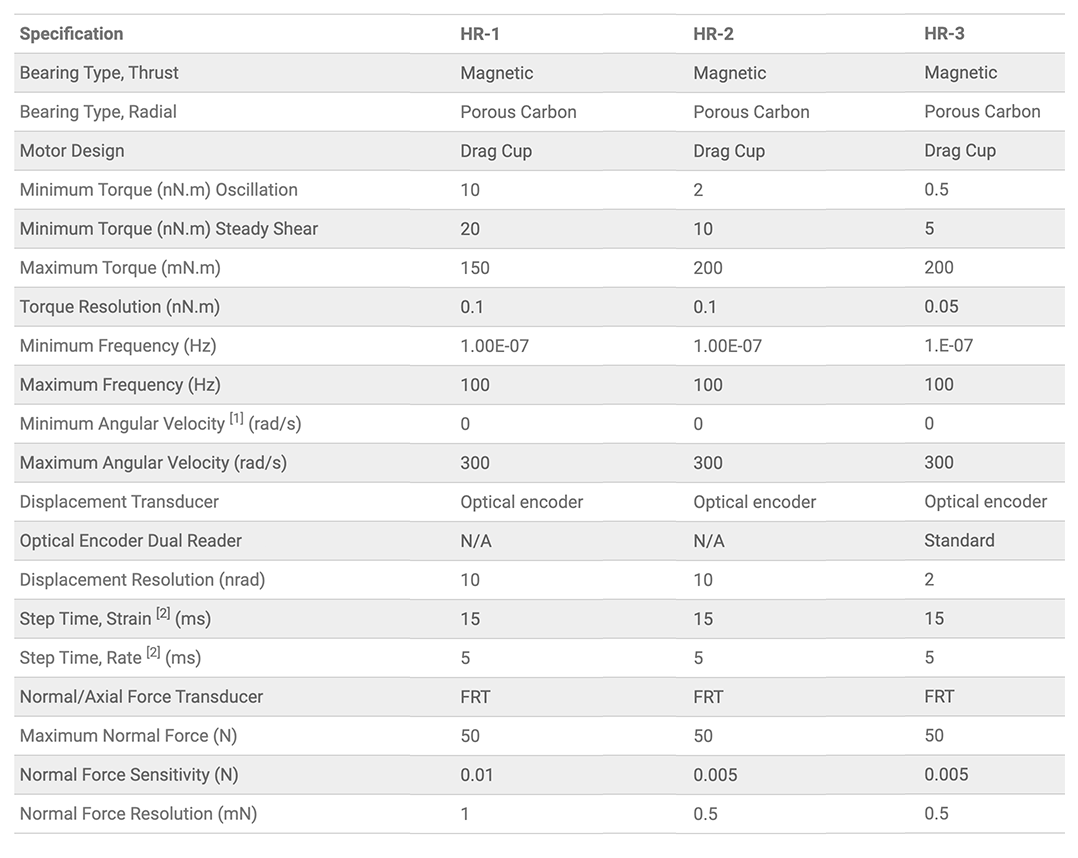 Specification HR-1 HR-2 HR-3
Bearing Type, Thrust Magnetic Magnetic Magnetic
Bearing Type, Radial Porous Carbon Porous Carbon Porous Carbon
Motor Design Drag Cup Drag Cup Drag Cup
Minimum Torque (nN.m) Oscillation 10 2 0.5
Minimum Torque (nN.m) Steady Shear 20 10 5
Maximum Torque (mN.m) 150 200 200
Torque Resolution (nN.m) 0.1 0.1 0.05
Minimum Frequency (Hz) 1.00E-07 1.00E-07 1.E-07
Maximum Frequency (Hz) 100 100 100
Minimum Angular Velocity [1] (rad/s) 0 0 0
Maximum Angular Velocity (rad/s) 300 300 300
Displacement Transducer Optical encoder Optical encoder Optical encoder
Optical Encoder Dual Reader N/A N/A Standard
Displacement Resolution (nrad) 10 10 2
Step Time, Strain [2] (ms) 15 15 15
Step Time, Rate [2] (ms) 5 5 5
Normal/Axial Force Transducer FRT FRT FRT
Maximum Normal Force (N) 50 50 50
Normal Force Sensitivity (N) 0.01 0.005 0.005
Normal Force Resolution (mN) 1 0.5 0.5